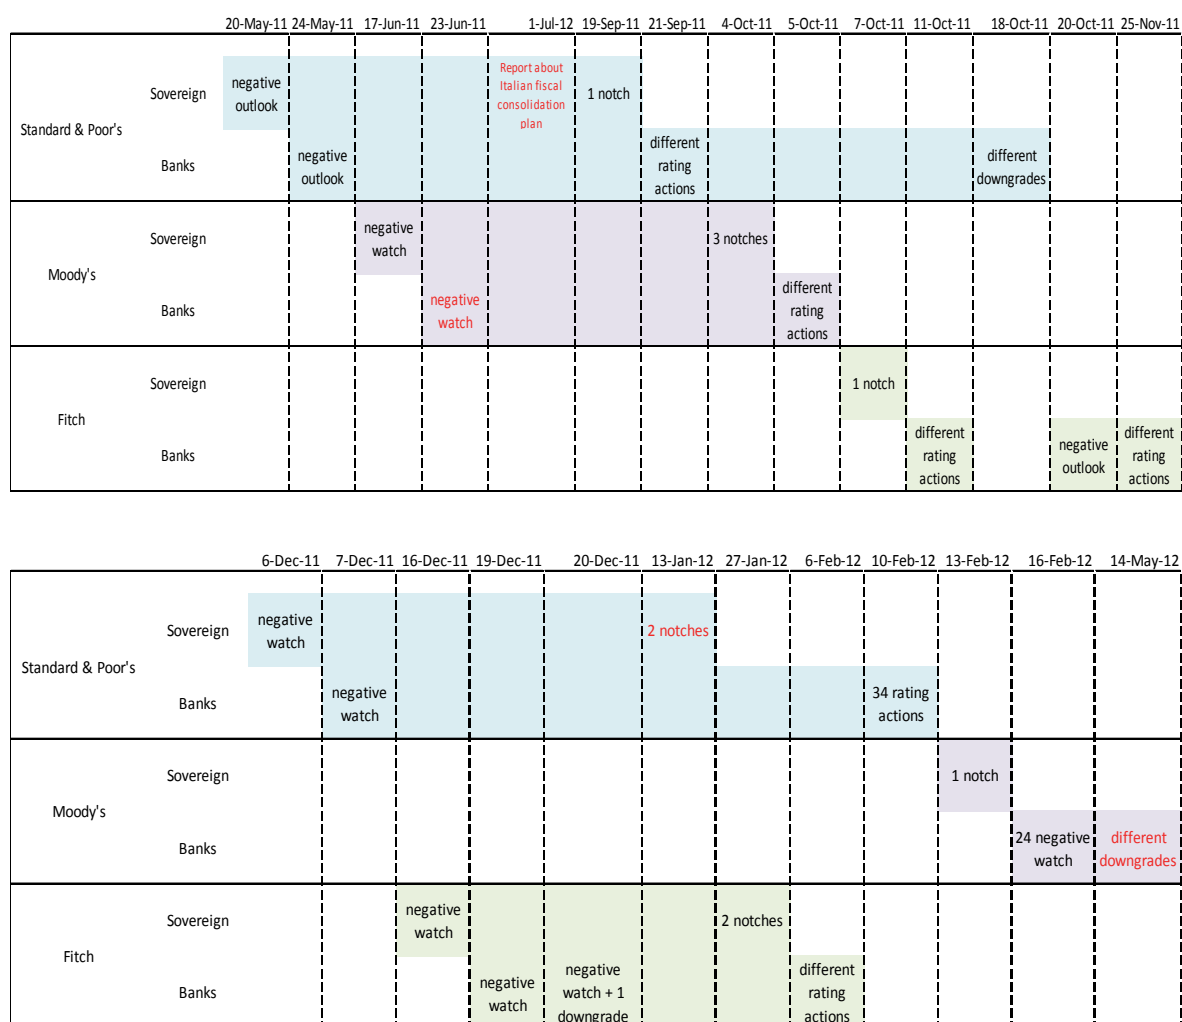 20-May-11 24-May-11 17-Jun-11 23-Jun-11 1-Jul-12 19-Sep-11 21-Sep-11 4-Oct-11 5-Oct-11 7-Oct-11 11-Oct-11 18-Oct-11 20-Oct-11 25-Nov-11
Standard & Poor's
Sovereign
negative
outlook
Report about
Italian fiscal
consolidation
plan
1 notch
Banks
negative
outlook
different
rating
actions
different
downgrades
Moody's
Sovereign
negative
watch
3 notches
Banks
negative
watch
different
rating
actions
Fitch
Sovereign
1 notch
Banks
different
rating
actions
negative
outlook
different
rating
actions
6-Dec-11 7-Dec-11 16-Dec-11 19-Dec-11 20-Dec-11 13-Jan-12 27-Jan-12 6-Feb-12 10-Feb-12 13-Feb-12 16-Feb-12 14-May-12
Standard & Poor's
Sovereign
negative
watch
2 notches
Banks
negative
watch
34 rating
actions
Moody's
Sovereign
1 notch
Banks
24 negative
watch
different
downgrades
Fitch
Sovereign
negative
watch
2 notches
Banks
negative
watch
negative
watch + 1
downgrade
different
rating
actions